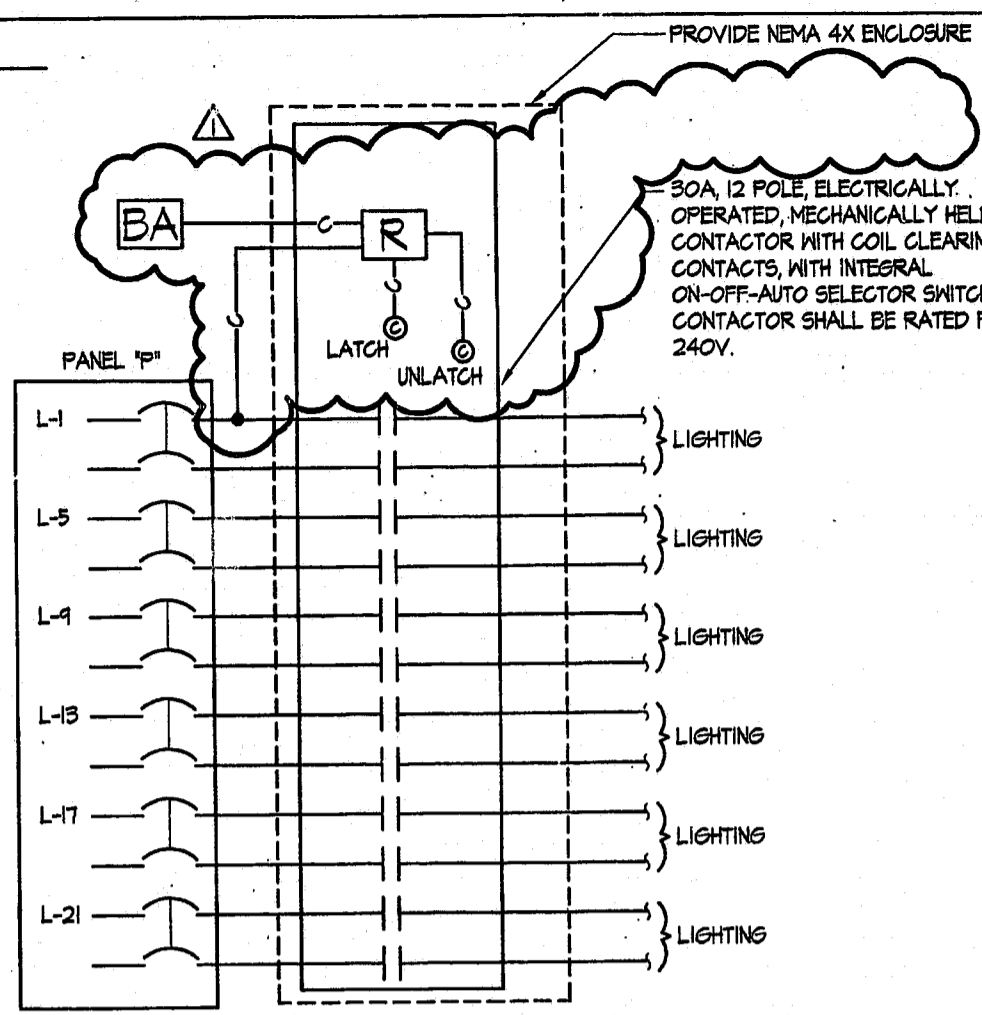 PROVIDE NEMA 4X ENCLOSURE
1
BA
R
30A, 12 POLE, ELECTRICALLY
OPERATED, MECHANICALLY HEL
CONTACTOR WITH COIL CLEARIN
CONTACTS, WITH INTEGRAL
ON-OFF-AUTO SELECTOR SWITC
CONTACTOR SHALL BE RATED F
240V.
C
C
C
C
C
C
LATCH
UNLATCH
PANEL "P"
L-1
LIGHTING
L-5
LIGHTING
L-9
LIGHTING
L-13
LIGHTING
L-17
LIGHTING
L-21
LIGHTING